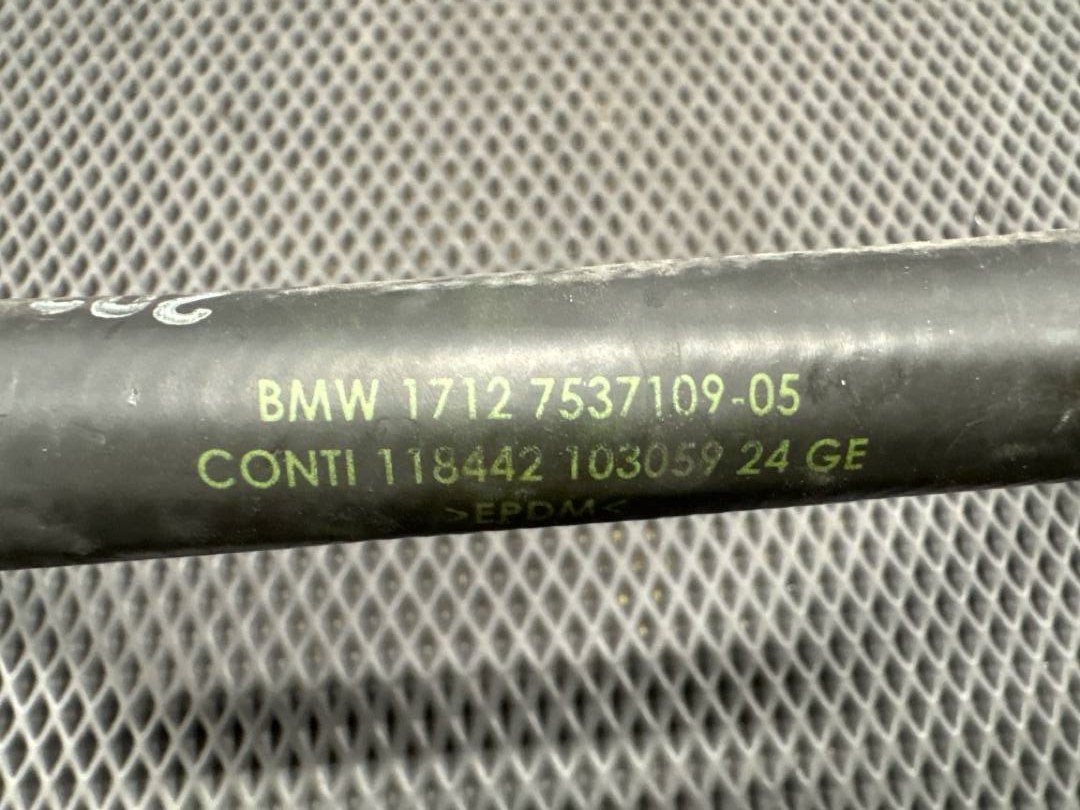 BMW 1712 7537109-05
CONTI 118442 103059 24 GE
>EPDM<